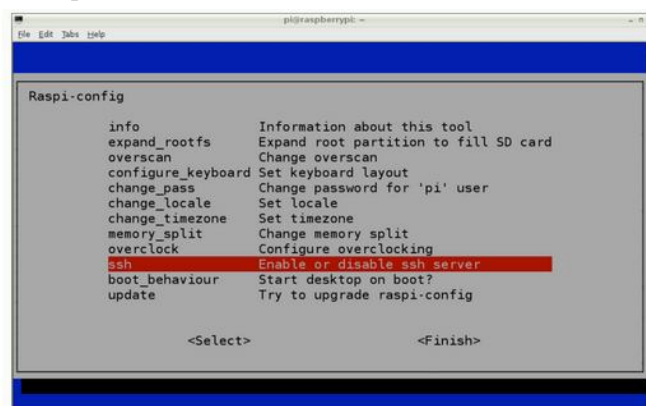 pi@raspberrypi: ~
File Edit Tabs Help
Raspi-config
info Information about this tool
expand_rootfs Expand root partition to fill SD card
overscan Change overscan
configure_keyboard Set keyboard layout
change_pass Change password for 'pi' user
change_locale Set locale
change_timezone Set timezone
memory_split Change memory split
overclock Configure overclocking
ssh Enable or disable ssh server
boot_behaviour Start desktop on boot?
update Try to upgrade raspi-config
<Select> <Finish>